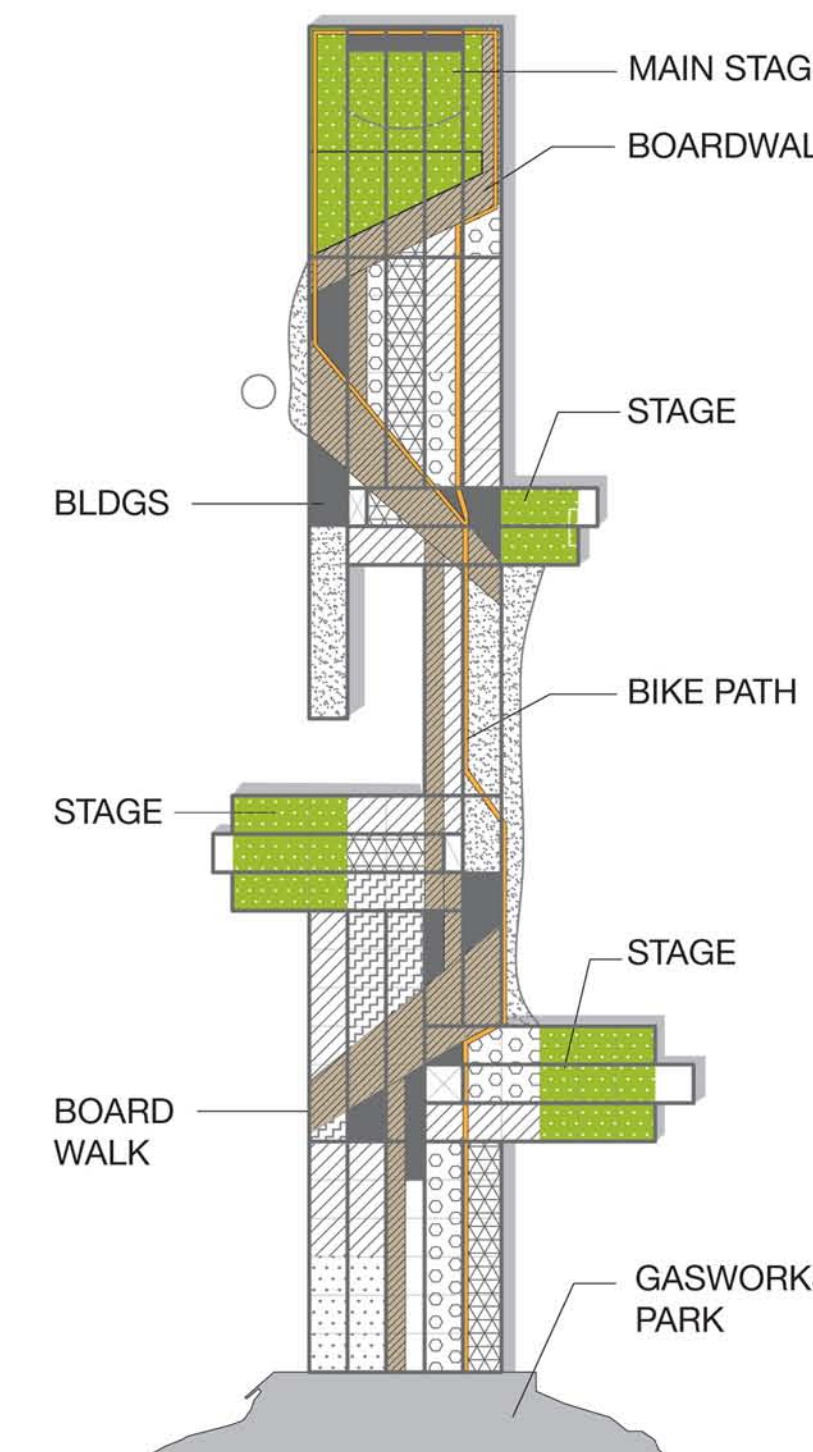 MAIN STAG
BOARDWAL
STAGE
BLDGS
BIKE PATH
STAGE
STAGE
BOARD
WALK
GASWORK
PARK